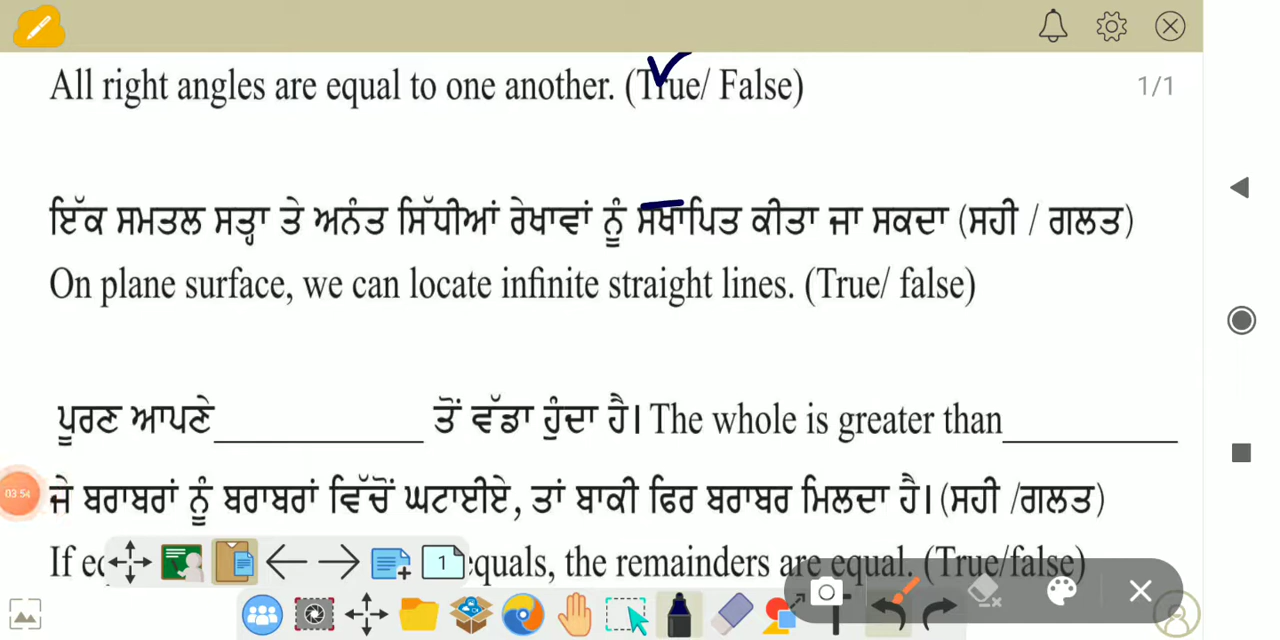 All right angles are equal to one another. (True/ False)
1/1
ਇੱਕ ਸਮਤਲ ਸਤ੍ਹਾ ਤੇ ਅਨੰਤ ਸਿੱਧੀਆਂ ਰੇਖਾਵਾਂ ਨੂੰ ਸਥਾਪਿਤ ਕੀਤਾ ਜਾ ਸਕਦਾ (ਸਹੀ / ਗਲਤ)
On plane surface, we can locate infinite straight lines. (True/ false)
ਪੂਰਣ ਆਪਣੇ____________ ਤੋਂ ਵੱਡਾ ਹੁੰਦਾ ਹੈ। The whole is greater than__________
03:54
ਜੇ ਬਰਾਬਰਾਂ ਨੂੰ ਬਰਾਬਰਾਂ ਵਿੱਚੋਂ ਘਟਾਈਏ, ਤਾਂ ਬਾਕੀ ਫਿਰ ਬਰਾਬਰ ਮਿਲਦਾ ਹੈ। (ਸਹੀ /ਗਲਤ)
If equals, the remainders are equal. (True/false)
1